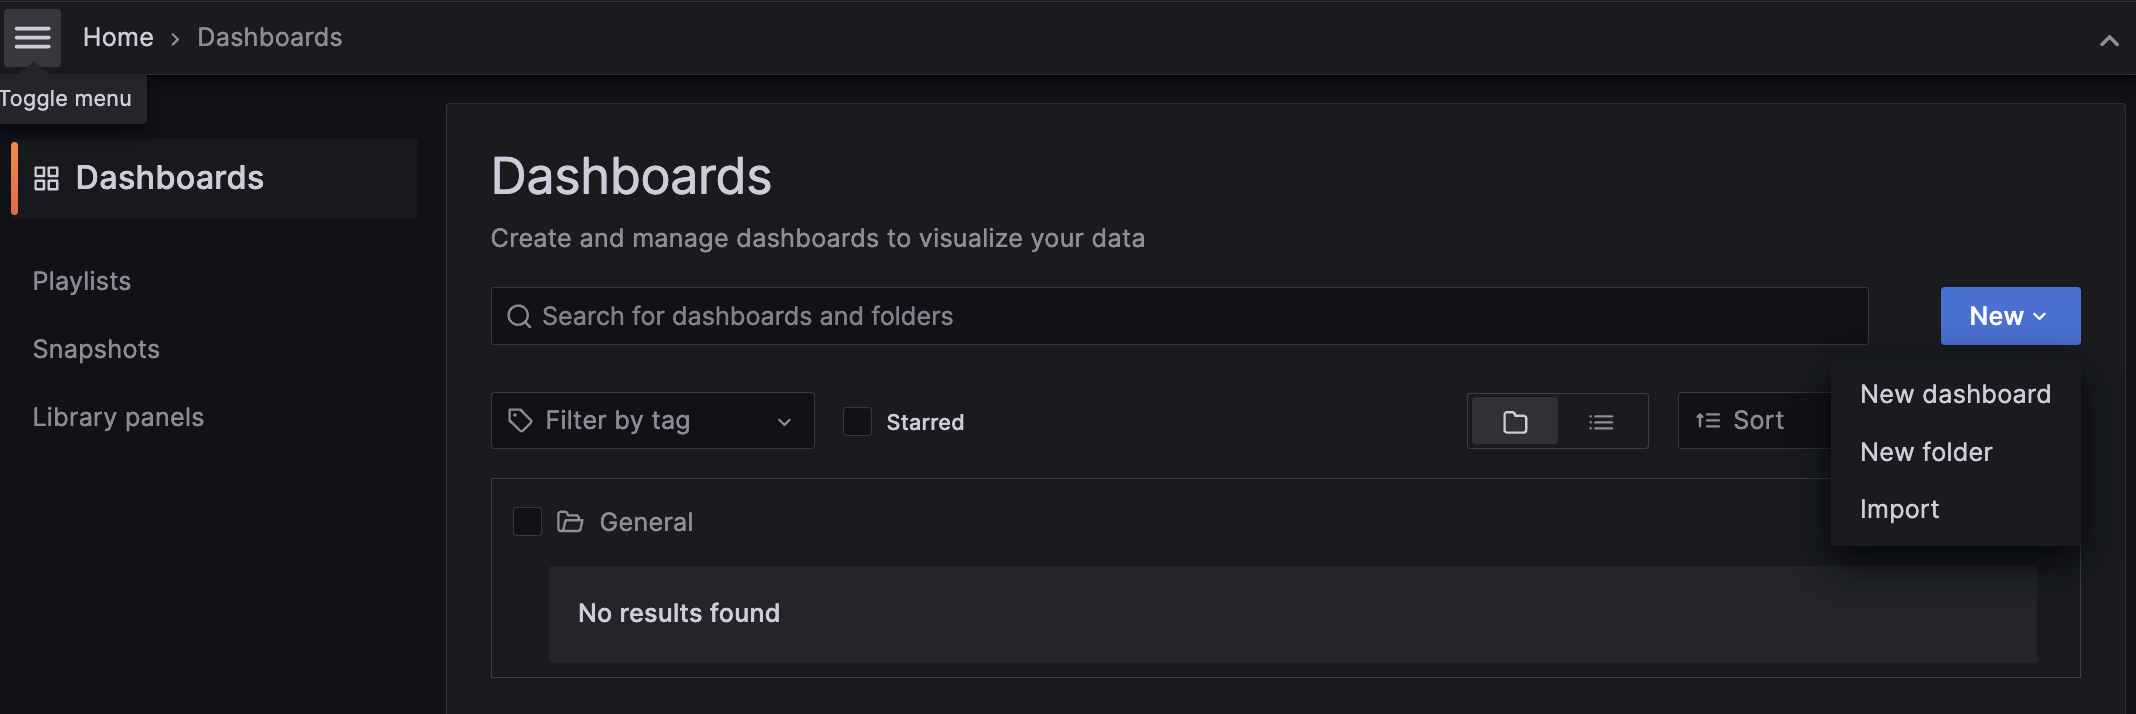 Home › Dashboards
Toggle menu
Dashboards
Playlists
Snapshots
Library panels
Dashboards
Create and manage dashboards to visualize your data
Search for dashboards and folders
New
New dashboard
New folder
Import
Filter by tag
Starred
Sort
General
No results found